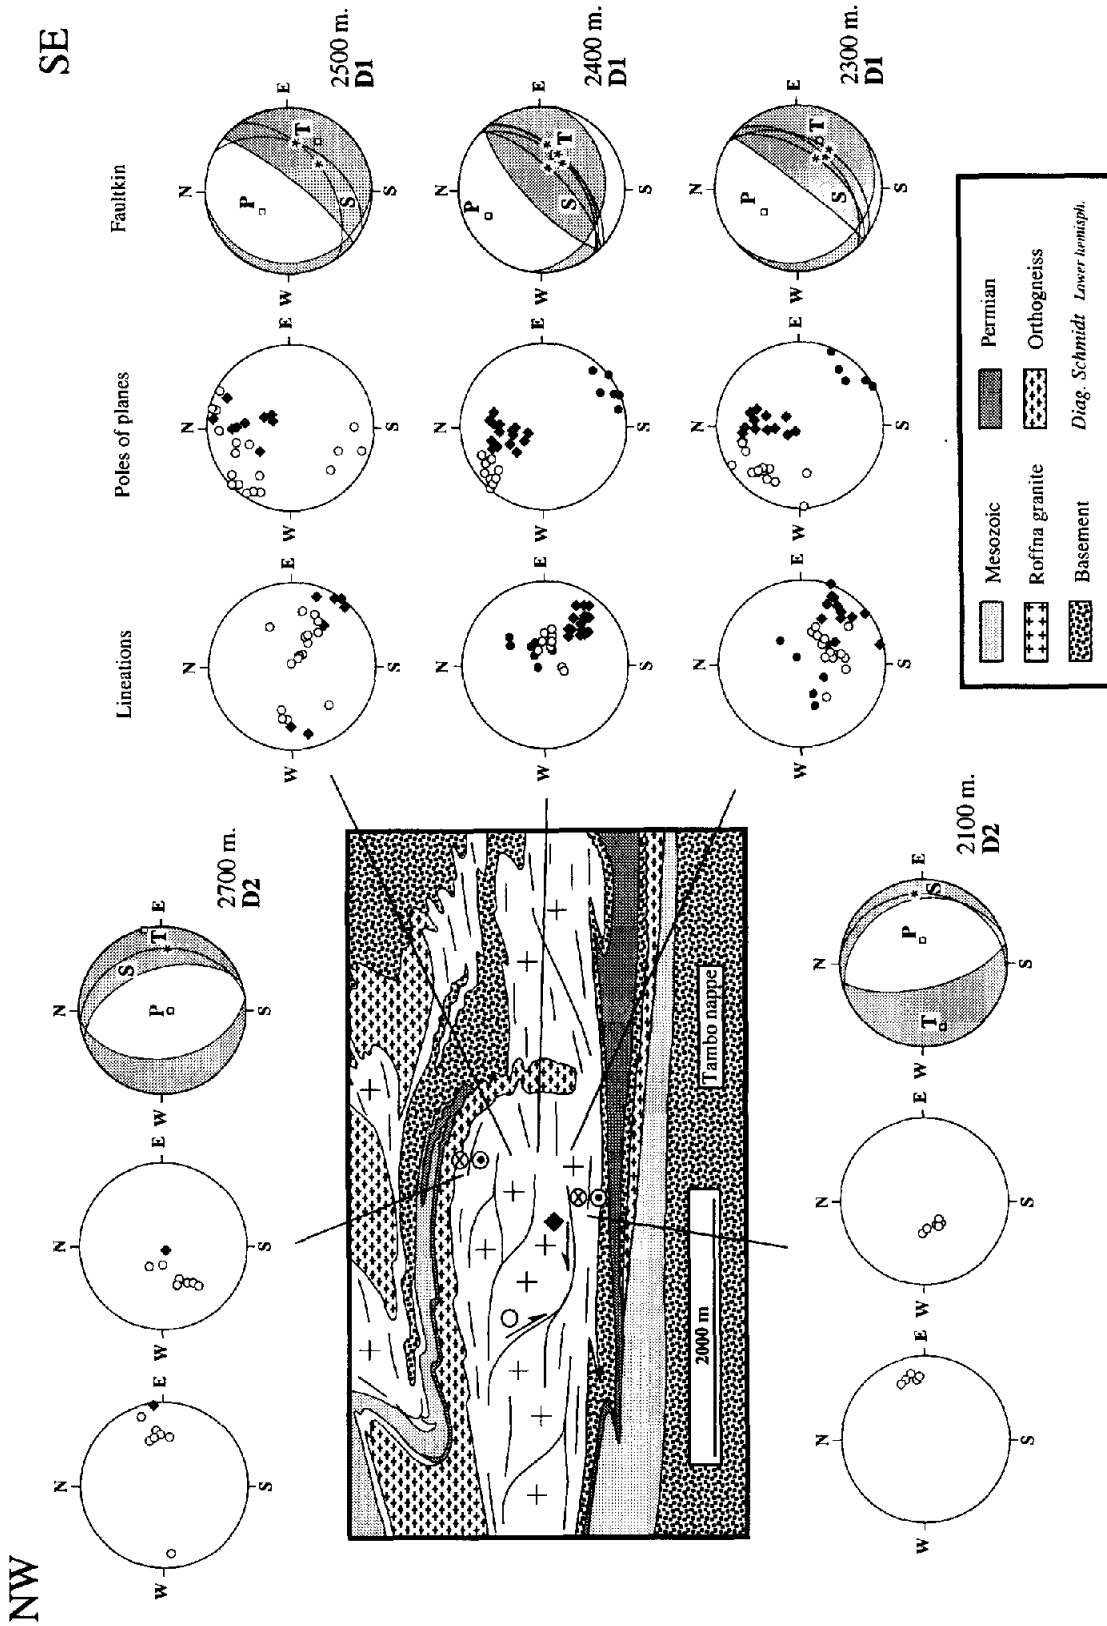 NW
SE
Lineations
Poles of planes
Faultkin
N
E
S
W
N
E
S
W
N
E
S
W
P
T
S
2700 m.
D2
N
E
S
W
N
E
S
W
N
E
S
W
P
T
S
2500 m.
D1
N
E
S
W
N
E
S
W
N
E
S
W
P
T
S
2400 m.
D1
N
E
S
W
N
E
S
W
N
E
S
W
P
T
S
2300 m.
D1
N
E
S
W
N
E
S
W
N
E
S
W
P
T
S
2100 m.
D2
2000 m
Tambo nappe
Mesozoic
Permian
Roffna granite
Orthogneiss
Basement
Diag. Schmidt Lower hemisph.